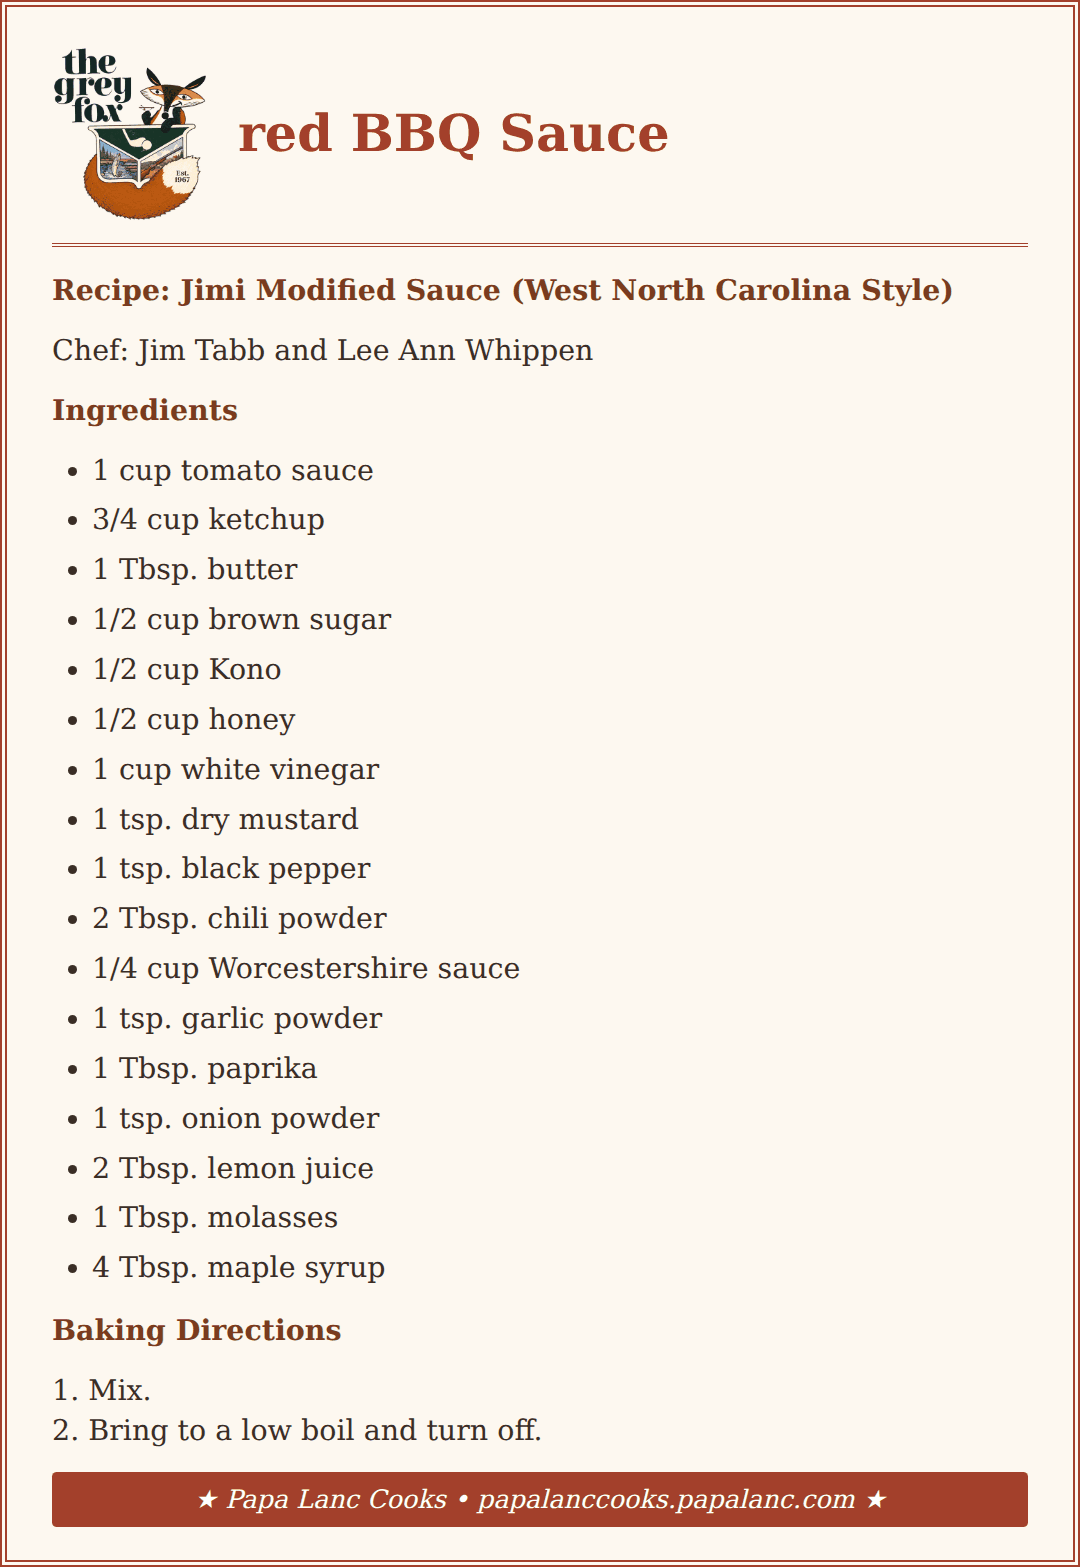 the
grey
fox
Est.
1967
red BBQ Sauce
Recipe: Jimi Modified Sauce (West North Carolina Style)
Chef: Jim Tabb and Lee Ann Whippen
Ingredients
• 1 cup tomato sauce
• 3/4 cup ketchup
• 1 Tbsp. butter
• 1/2 cup brown sugar
• 1/2 cup Kono
• 1/2 cup honey
• 1 cup white vinegar
• 1 tsp. dry mustard
• 1 tsp. black pepper
• 2 Tbsp. chili powder
• 1/4 cup Worcestershire sauce
• 1 tsp. garlic powder
• 1 Tbsp. paprika
• 1 tsp. onion powder
• 2 Tbsp. lemon juice
• 1 Tbsp. molasses
• 4 Tbsp. maple syrup
Baking Directions
1. Mix.
2. Bring to a low boil and turn off.
★ Papa Lanc Cooks • papalanccooks.papalanc.com ★